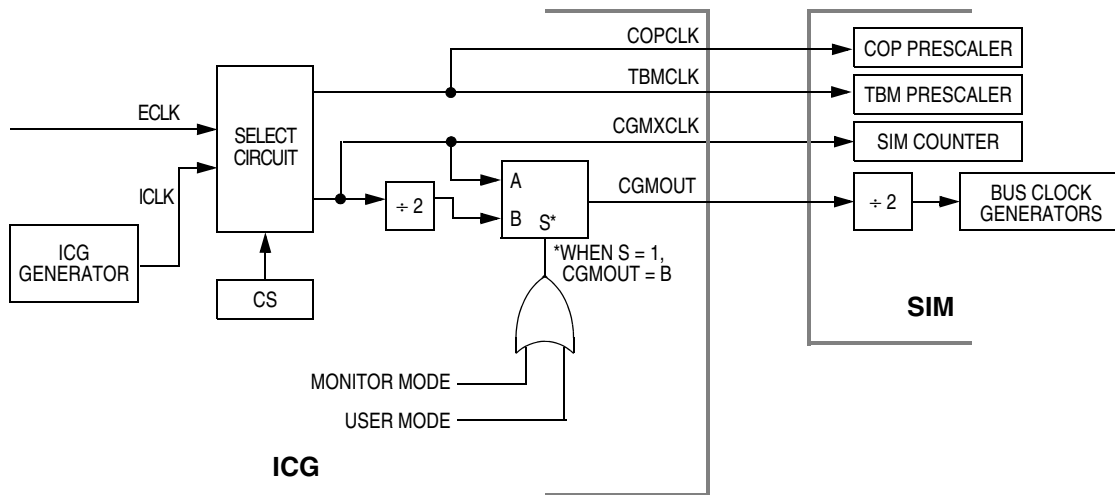 COPCLK
COP PRESCALER
TBMCLK
TBM PRESCALER
ECLK
SELECT
CIRCUIT
CGMXCLK
SIM COUNTER
ICLK
÷ 2
A
B S*
CGMOUT
÷ 2
BUS CLOCK
GENERATORS
ICG
GENERATOR
CS
*WHEN S = 1,
CGMOUT = B
SIM
MONITOR MODE
USER MODE
ICG